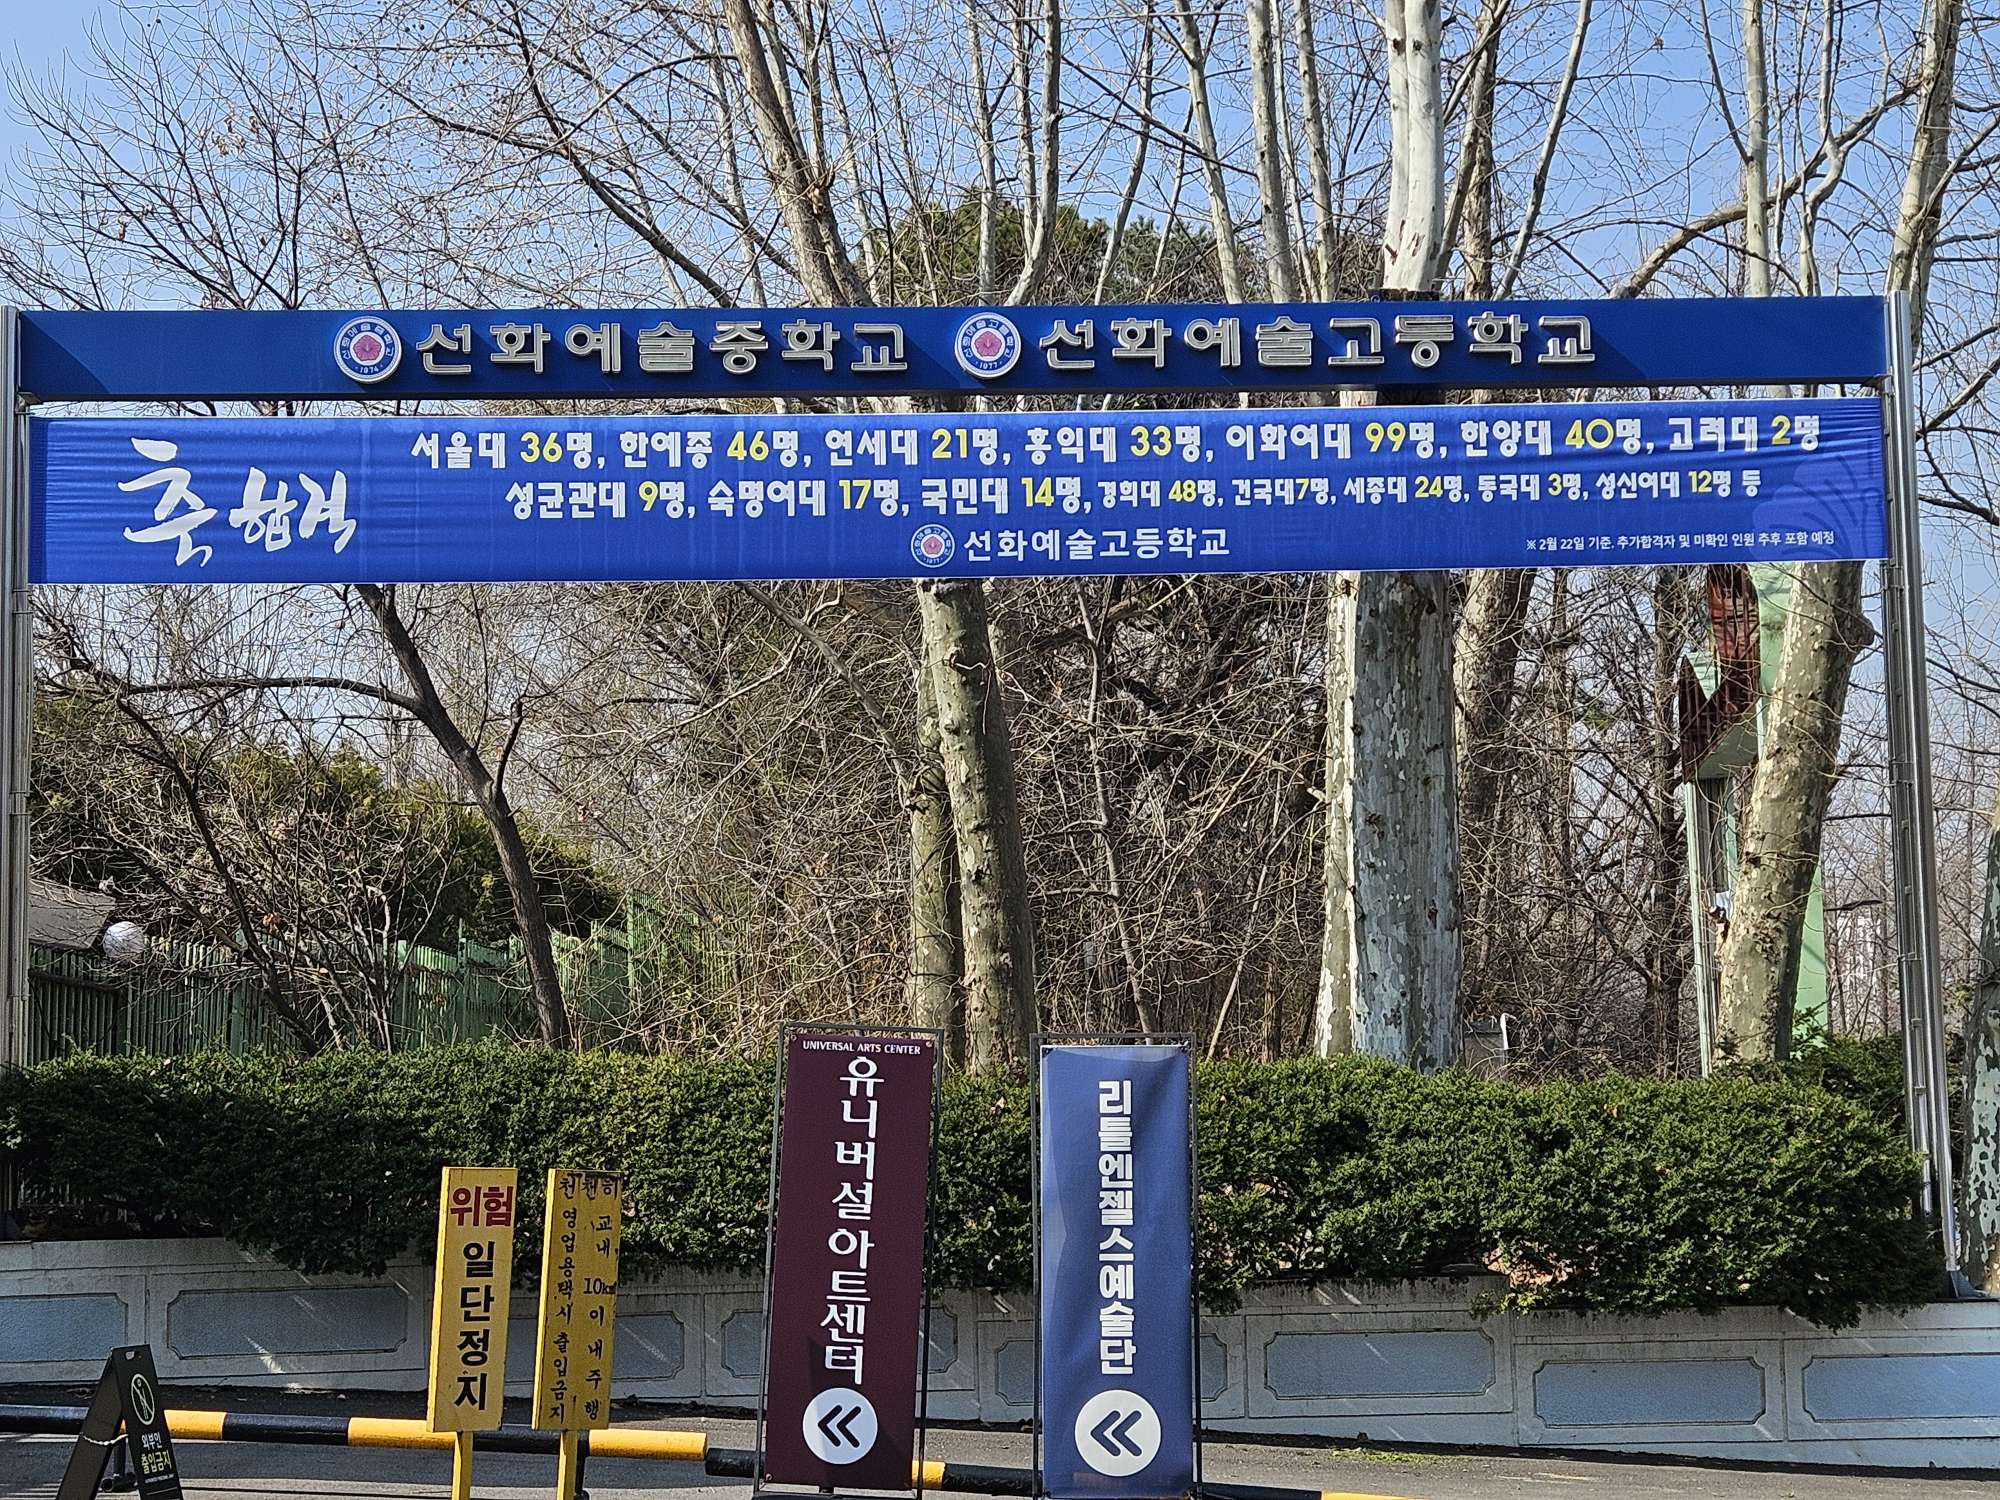 선화예술중학교 선화예술고등학교
1974
1977
축 합격
서울대 36명, 한예종 46명, 연세대 21명, 홍익대 33명, 이화여대 99명, 한양대 40명, 고려대 2명
성균관대 9명, 숙명여대 17명, 국민대 14명, 경희대 48명, 건국대7명, 세종대 24명, 동국대 3명, 성신여대 12명 등
선화예술고등학교
1977
※ 2월 22일 기준. 추가합격자 및 미확인 인원 추후 포함 예정
UNIVERSAL ARTS CENTER
유니버설아트센터
리틀엔젤스예술단
위험
일단정지
교내 10km 이내주행
영업용택시 출입금지
외부인
출입금지